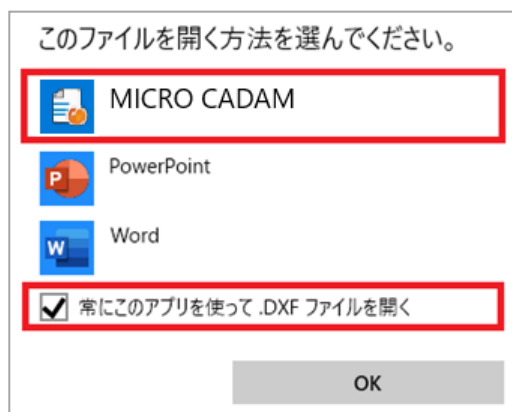 このファイルを開く方法を選んでください。
MICRO CADAM
PowerPoint
Word
常にこのアプリを使って .DXF ファイルを開く
OK